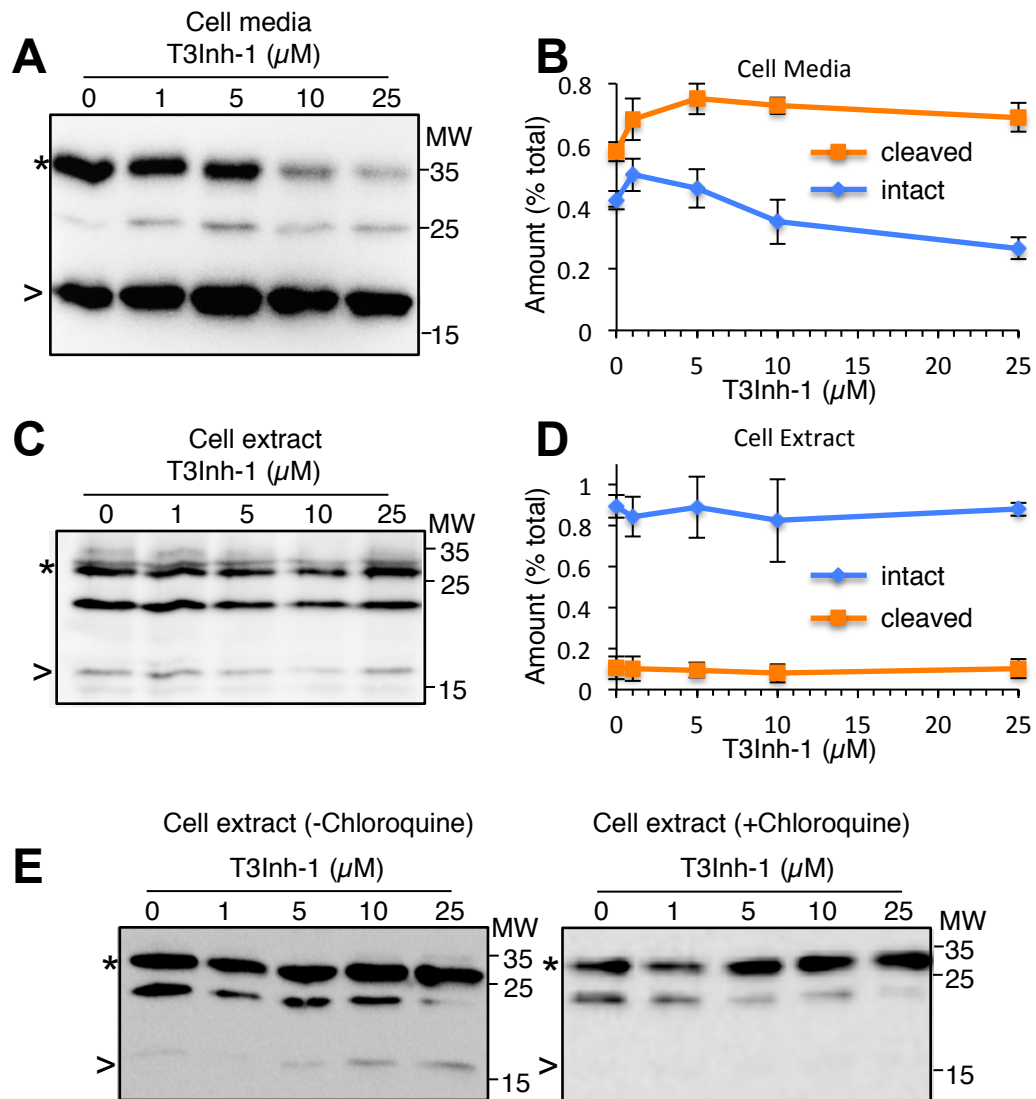 A
Cell media
T3Inh-1 (µM)
0 1 5 10 25
MW
*
35
25
>
15
B
Cell Media
Amount (% total)
0.8
0.6
0.4
0.2
0
cleaved
intact
0 5 10 15 20 25
T3Inh-1 (µM)
C
Cell extract
T3Inh-1 (µM)
0 1 5 10 25
MW
*
35
25
>
15
D
Cell Extract
Amount (% total)
1
0.8
0.6
0.4
0.2
0
intact
cleaved
0 5 10 15 20 25
T3Inh-1 (µM)
E
Cell extract (-Chloroquine)
T3Inh-1 (µM)
0 1 5 10 25
MW
*
35
25
>
15
Cell extract (+Chloroquine)
T3Inh-1 (µM)
0 1 5 10 25
MW
*
35
25
>
15